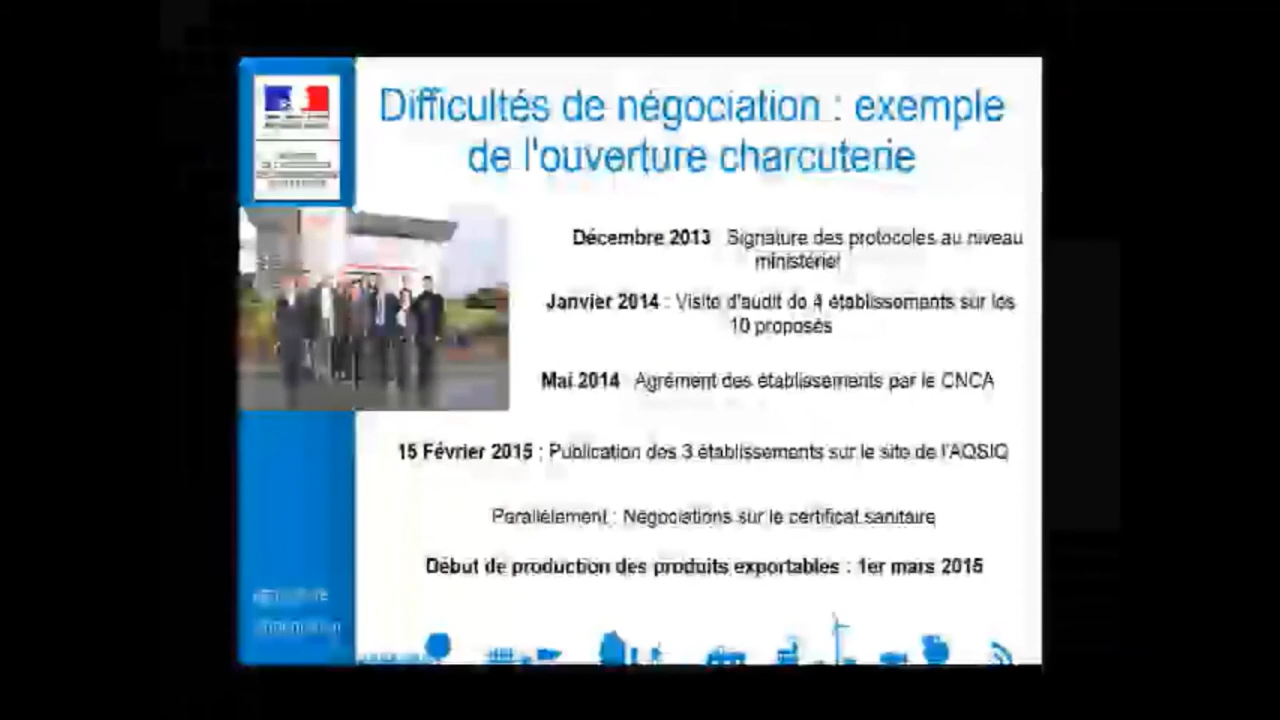 Difficultés de négociation : exemple
de l'ouverture charcuterie
Décembre 2013 : Signature des protocoles au niveau
ministériel
Janvier 2014 : Visite d'audit de 4 établissements sur les
10 proposés
Mai 2014 : Agrément des établissements par le CNCA
15 Février 2015 : Publication des 3 établissements sur le site de l'AQSIQ
Parallèlement : Négociations sur le certificat sanitaire
Début de production des produits exportables : 1er mars 2015